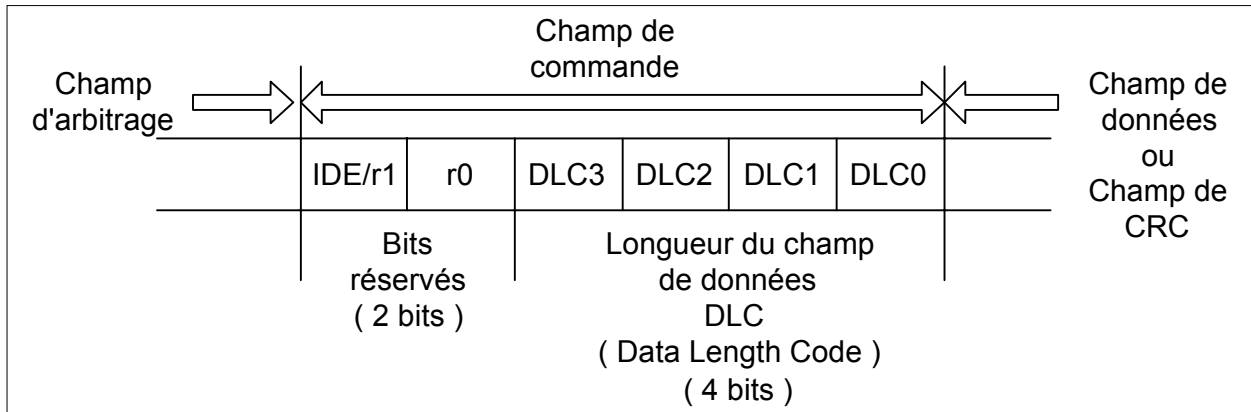 Champ de
commande
Champ
d'arbitrage
Champ de
données
ou
Champ de
CRC
IDE/r1 r0 DLC3 DLC2 DLC1 DLC0
Bits
réservés
( 2 bits )
Longueur du champ
de données
DLC
( Data Length Code )
( 4 bits )